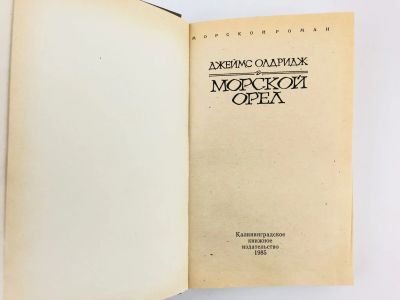 МОРСКОЙ РОМАН
ДЖЕЙМС ОЛДРИДЖ
МОРСКОЙ
ОРЕЛ
Калининградское
книжное
издательство
1985